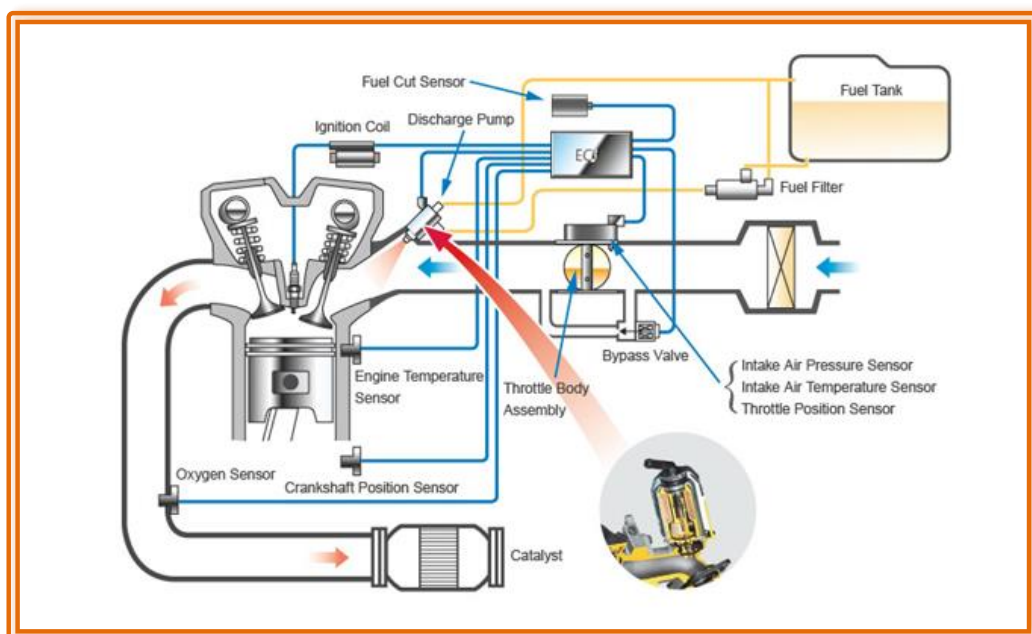 Fuel Cut Sensor
Fuel Tank
Discharge Pump
Ignition Coil
Fuel Filter
Bypass Valve
Engine Temperature
Sensor
Throttle Body
Assembly
Intake Air Pressure Sensor
Intake Air Temperature Sensor
Throttle Position Sensor
Oxygen Sensor
Crankshaft Position Sensor
Catalyst